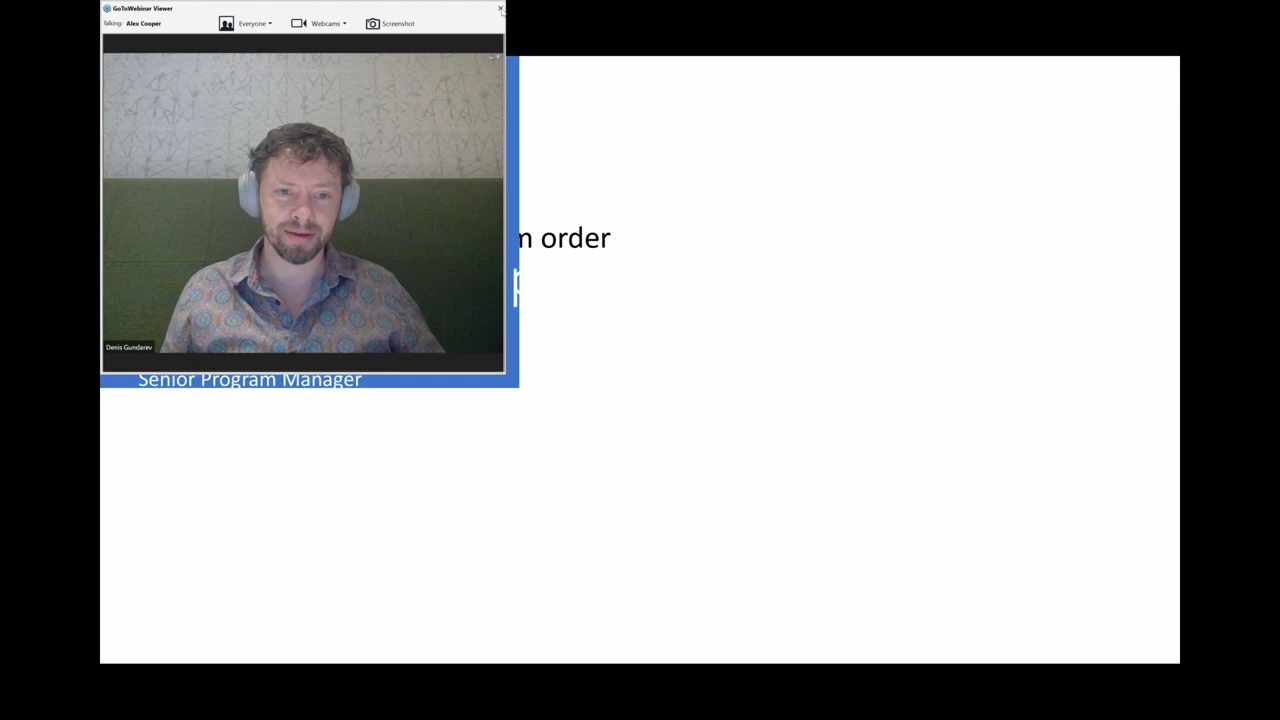 GoToWebinar Viewer
Talking: Alex Cooper
Everyone
Webcams
Screenshot
order
Denis Gundarev
Senior Program Manager